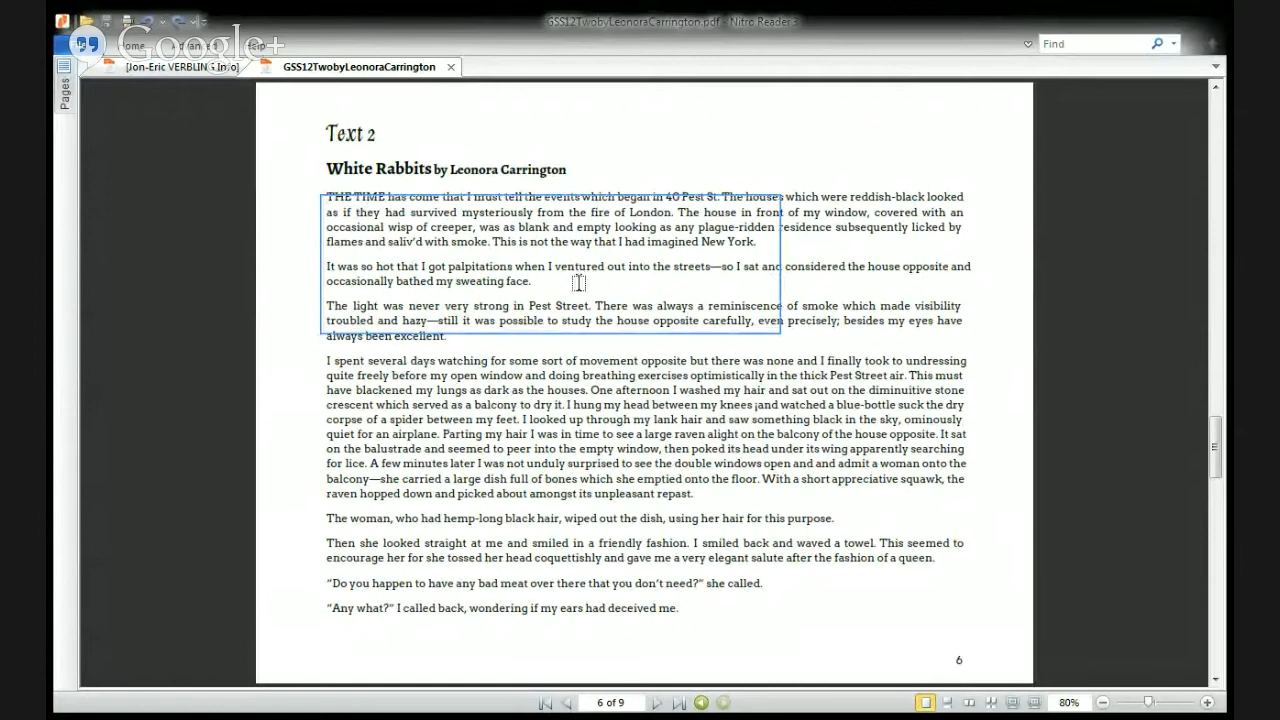 GSS12TwobyLeonoraCarrington.pdf - Nitro Reader 3
Google+
Home Advanced Help
Find
[Jon-Eric VERBLING Info] GSS12TwobyLeonoraCarrington
Pages
Text 2
White Rabbits by Leonora Carrington
THE TIME has come that I must tell the events which began in 40 Pest St. The houses which were reddish-black looked
as if they had survived mysteriously from the fire of London. The house in front of my window, covered with an
occasional wisp of creeper, was as blank and empty looking as any plague-ridden residence subsequently licked by
flames and saliv’d with smoke. This is not the way that I had imagined New York.
It was so hot that I got palpitations when I ventured out into the streets—so I sat and considered the house opposite and
occasionally bathed my sweating face.
The light was never very strong in Pest Street. There was always a reminiscence of smoke which made visibility
troubled and hazy—still it was possible to study the house opposite carefully, even precisely; besides my eyes have
always been excellent.
I spent several days watching for some sort of movement opposite but there was none and I finally took to undressing
quite freely before my open window and doing breathing exercises optimistically in the thick Pest Street air. This must
have blackened my lungs as dark as the houses. One afternoon I washed my hair and sat out on the diminuitive stone
crescent which served as a balcony to dry it. I hung my head between my knees ¡and watched a blue-bottle suck the dry
corpse of a spider between my feet. I looked up through my lank hair and saw something black in the sky, ominously
quiet for an airplane. Parting my hair I was in time to see a large raven alight on the balcony of the house opposite. It sat
on the balustrade and seemed to peer into the empty window, then poked its head under its wing apparently searching
for lice. A few minutes later I was not unduly surprised to see the double windows open and and admit a woman onto the
balcony—she carried a large dish full of bones which she emptied onto the floor. With a short appreciative squawk, the
raven hopped down and picked about amongst its unpleasant repast.
The woman, who had hemp-long black hair, wiped out the dish, using her hair for this purpose.
Then she looked straight at me and smiled in a friendly fashion. I smiled back and waved a towel. This seemed to
encourage her for she tossed her head coquettishly and gave me a very elegant salute after the fashion of a queen.
“Do you happen to have any bad meat over there that you don’t need?” she called.
“Any what?” I called back, wondering if my ears had deceived me.
6
6 of 9
80%